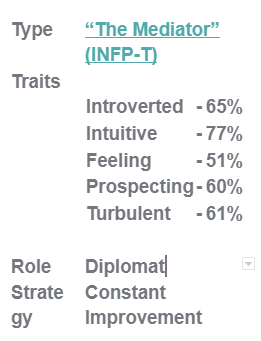 Type “The Mediator”
(INFP-T)
Traits
Introverted - 65%
Intuitive - 77%
Feeling - 51%
Prospecting - 60%
Turbulent - 61%
Role Diplomat
Strate Constant
gy Improvement